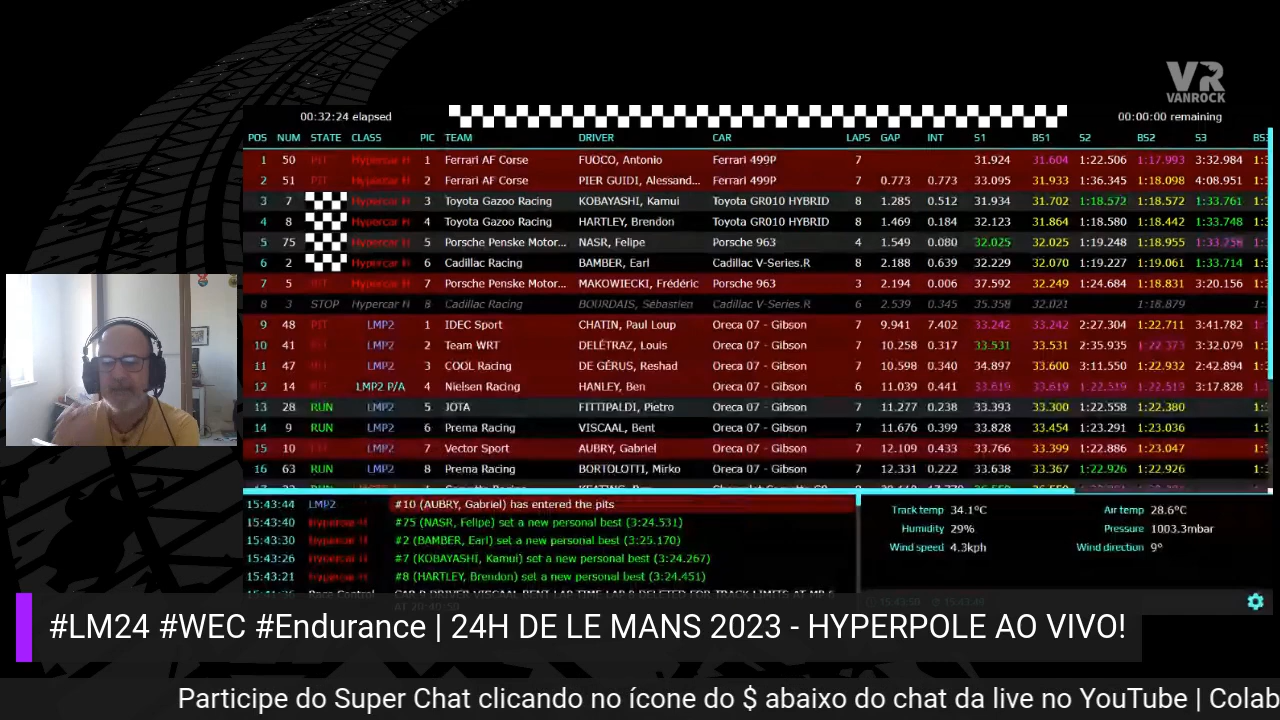 VR
VANROCK
00:32:24 elapsed 00:00:00 remaining
POS NUM STATE CLASS PIC TEAM DRIVER CAR LAPS GAP INT S1 BS1 S2 BS2 S3
1 50 PIT Hypercar H 1 Ferrari AF Corse FUOCO, Antonio Ferrari 499P 7 31.924 31.604 1:22.506 1:17.993 3:32.984
2 51 PIT Hypercar H 2 Ferrari AF Corse PIER GUIDI, Alessand... Ferrari 499P 7 0.773 0.773 33.095 31.933 1:36.345 1:18.098 4:08.951
3 7 Hypercar H 3 Toyota Gazoo Racing KOBAYASHI, Kamui Toyota GR010 HYBRID 8 1.285 0.512 31.934 31.702 1:18.572 1:18.572 1:33.761
4 8 Hypercar H 4 Toyota Gazoo Racing HARTLEY, Brendon Toyota GR010 HYBRID 8 1.469 0.184 32.123 31.864 1:18.580 1:18.442 1:33.748
5 75 Hypercar H 5 Porsche Penske Motor... NASR, Felipe Porsche 963 4 1.549 0.080 32.025 32.025 1:19.248 1:18.955 1:33.258
6 2 Hypercar H 6 Cadillac Racing BAMBER, Earl Cadillac V-Series.R 8 2.188 0.639 32.229 32.070 1:19.227 1:19.061 1:33.714
7 5 PIT Hypercar H 7 Porsche Penske Motor... MAKOWIECKI, Frédéric Porsche 963 3 2.194 0.006 37.592 32.249 1:24.684 1:18.831 3:20.156
8 3 STOP Hypercar H 8 Cadillac Racing BOURDAIS, Sébastien Cadillac V-Series.R 6 2.539 0.345 35.358 32.021 1:18.879
9 48 PIT LMP2 1 IDEC Sport CHATIN, Paul Loup Oreca 07 - Gibson 7 9.941 7.402 33.242 33.242 2:27.304 1:22.711 3:41.782
10 41 LMP2 2 Team WRT DELÉTRAZ, Louis Oreca 07 - Gibson 7 10.258 0.317 33.531 33.531 2:35.935 1:22.373 3:32.079
11 47 LMP2 3 COOL Racing DE GÉRUS, Reshad Oreca 07 - Gibson 7 10.598 0.340 34.897 33.600 3:11.550 1:22.932 2:42.894
12 14 LMP2 P/A 4 Nielsen Racing HANLEY, Ben Oreca 07 - Gibson 6 11.039 0.441 33.619 33.619 1:22.519 1:22.519 3:17.828
13 28 RUN LMP2 5 JOTA FITTIPALDI, Pietro Oreca 07 - Gibson 7 11.277 0.238 33.393 33.300 1:22.558 1:22.380
14 9 RUN LMP2 6 Prema Racing VISCAAL, Bent Oreca 07 - Gibson 7 11.676 0.399 33.828 33.454 1:23.291 1:23.036
15 10 LMP2 7 Vector Sport AUBRY, Gabriel Oreca 07 - Gibson 7 12.109 0.433 33.766 33.399 1:22.886 1:23.047
16 63 RUN LMP2 8 Prema Racing BORTOLOTTI, Mirko Oreca 07 - Gibson 7 12.331 0.222 33.638 33.367 1:22.926 1:22.926
15:43:44 LMP2 #10 (AUBRY, Gabriel) has entered the pits
15:43:40 Hypercar H #75 (NASR, Felipe) set a new personal best (3:24.531)
15:43:30 Hypercar H #2 (BAMBER, Earl) set a new personal best (3:25.170)
15:43:26 Hypercar H #7 (KOBAYASHI, Kamui) set a new personal best (3:24.267)
15:43:21 Hypercar H #8 (HARTLEY, Brendon) set a new personal best (3:24.451)
Track temp 34.1°C Air temp 28.6°C
Humidity 29% Pressure 1003.3mbar
Wind speed 4.3kph Wind direction 9°
#LM24 #WEC #Endurance | 24H DE LE MANS 2023 - HYPERPOLE AO VIVO!
Participe do Super Chat clicando no ícone do $ abaixo do chat da live no YouTube | Colab